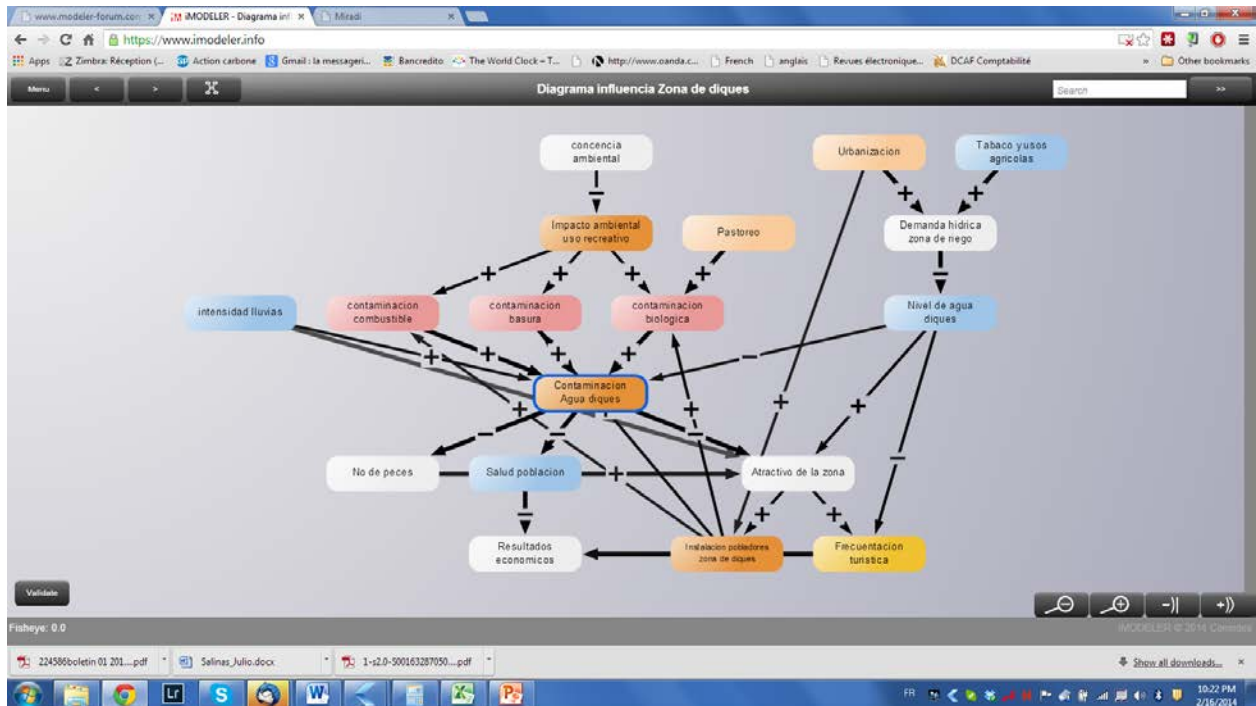 www.modeler-forum.con
iMODELER - Diagrama inf
Miradi
https://www.imodeler.info
Apps
Zimbra: Réception (...
Action carbone
Gmail : la messageri...
Bancredito
The World Clock – T...
http://www.oanda.c...
French
anglais
Revues électronique...
DCAF Comptabilité
»
Other bookmarks
Menu
<
>
Diagrama influencia Zona de diques
Search
>>
concencia
ambiental
Urbanizacion
Tabaco y usos
agricolas
Impacto ambiental
uso recreativo
Pastoreo
Demanda hidrica
zona de riego
intensidad lluvias
contaminacion
combustible
contaminacion
basura
contaminacion
biologica
Nivel de agua
diques
Contaminacion
Agua diques
No de peces
Salud poblacion
Atractivo de la zona
Resultados
economicos
Instalacion pobladores
zona de diques
Frecuentacion
turistica
Validate
-)|
+))
Fisheye: 0.0
iMODELER © 2014 Consideo
224586boletin 01 201....pdf
Salinas_Julio.docx
1-s2.0-S00163287050....pdf
Show all downloads...
FR
10:22 PM
2/16/2014